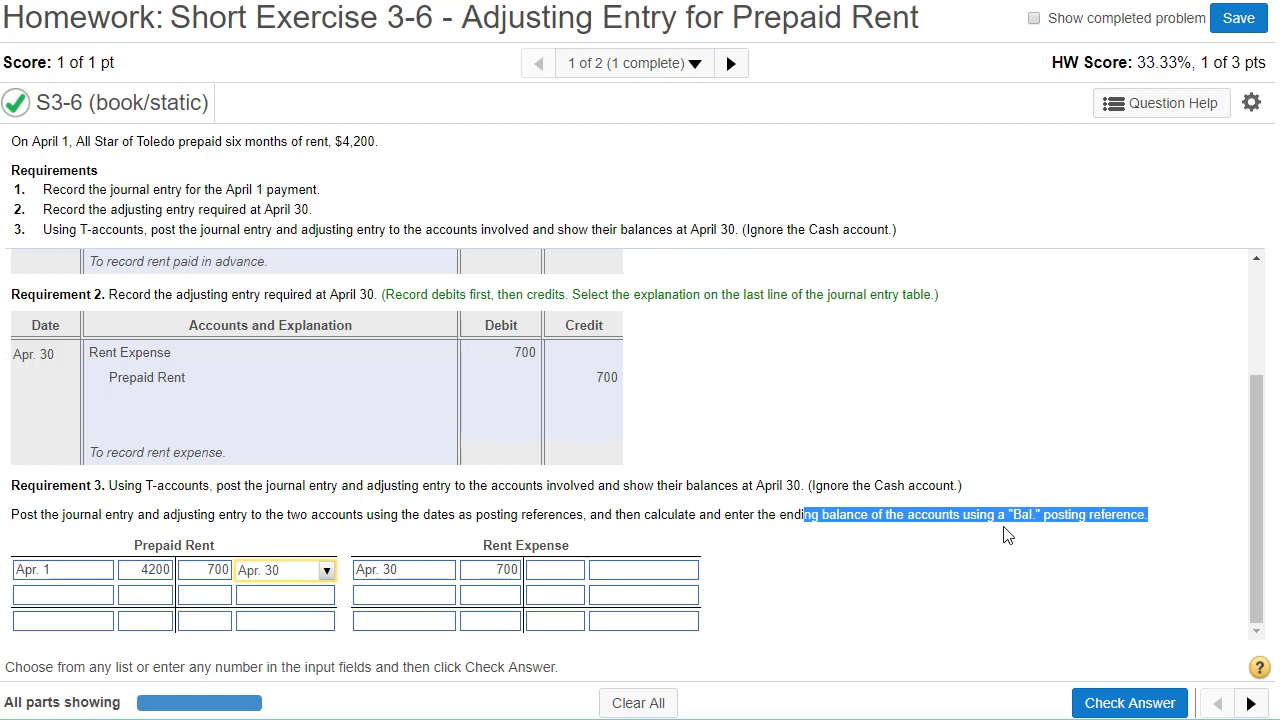 Homework: Short Exercise 3-6 - Adjusting Entry for Prepaid Rent
Show completed problem
Save
Score: 1 of 1 pt
1 of 2 (1 complete)
HW Score: 33.33%, 1 of 3 pts
S3-6 (book/static)
Question Help
On April 1, All Star of Toledo prepaid six months of rent, $4,200.
Requirements
1. Record the journal entry for the April 1 payment.
2. Record the adjusting entry required at April 30.
3. Using T-accounts, post the journal entry and adjusting entry to the accounts involved and show their balances at April 30. (Ignore the Cash account.)
To record rent paid in advance.
Requirement 2. Record the adjusting entry required at April 30. (Record debits first, then credits. Select the explanation on the last line of the journal entry table.)
Date Accounts and Explanation Debit Credit
Apr. 30 Rent Expense 700
Prepaid Rent 700
To record rent expense.
Requirement 3. Using T-accounts, post the journal entry and adjusting entry to the accounts involved and show their balances at April 30. (Ignore the Cash account.)
Post the journal entry and adjusting entry to the two accounts using the dates as posting references, and then calculate and enter the ending balance of the accounts using a "Bal." posting reference.
Prepaid Rent Rent Expense
Apr. 1 4200 700 Apr. 30 Apr. 30 700
Choose from any list or enter any number in the input fields and then click Check Answer.
?
All parts showing
Clear All
Check Answer